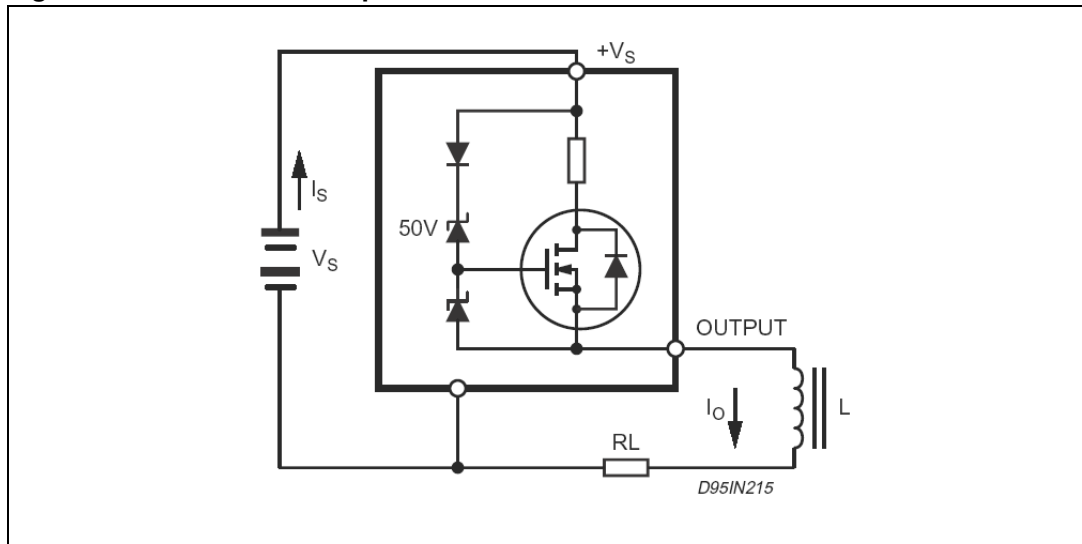 +VS
IS
50V
VS
OUTPUT
IO
L
RL
D95IN215